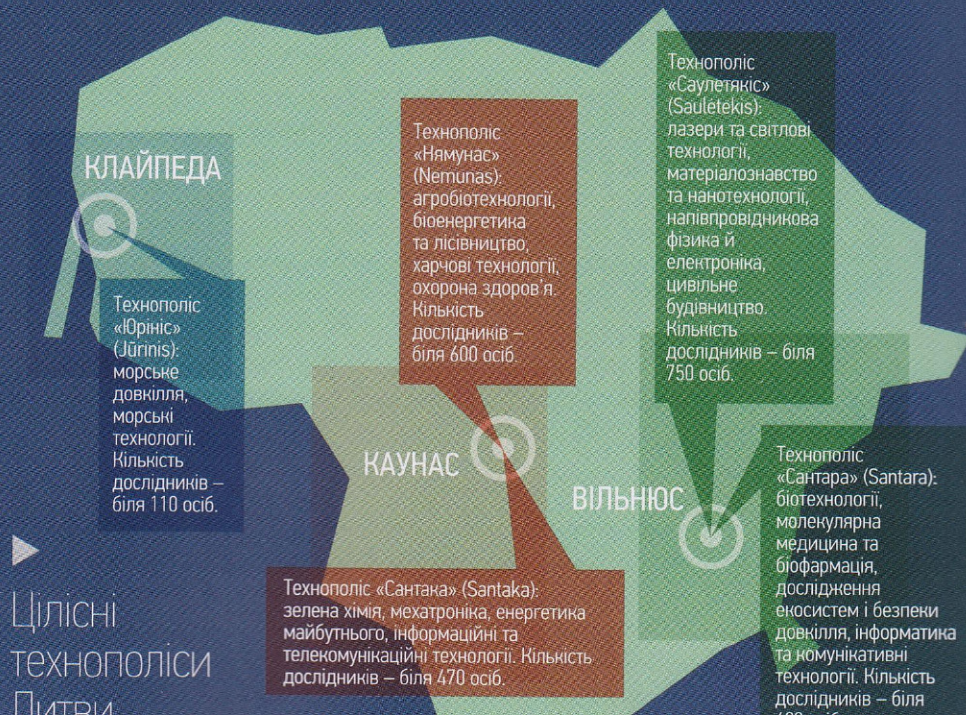 КЛАЙПЕДА
Технополіс
«Юрініс»
(Jūrinis):
морське
довкілля,
морські
технології.
Кількість
дослідників –
біля 110 осіб.
Технополіс
«Нямунас»
(Nemunas):
агробіотехнології,
біоенергетика
та лісівництво,
харчові технології,
охорона здоров'я.
Кількість
дослідників –
біля 600 осіб.
КАУНАС
Технополіс «Сантака» (Santaka):
зелена хімія, мехатроніка, енергетика
майбутнього, інформаційні та
телекомунікаційні технології. Кількість
дослідників – біля 470 осіб.
Технополіс
«Саулетякіс»
(Saulėtekis):
лазери та світлові
технології,
матеріалознавство
та нанотехнології,
напівпровідникова
фізика й
електроніка,
цивільне
будівництво.
Кількість
дослідників – біля
750 осіб.
ВІЛЬНЮС
Технополіс
«Сантара» (Santara):
біотехнології,
молекулярна
медицина та
біофармація,
дослідження
екосистем і безпеки
довкілля, інформатика
та комунікативні
технології. Кількість
дослідників – біля
Цілісні
технополіси
Литви